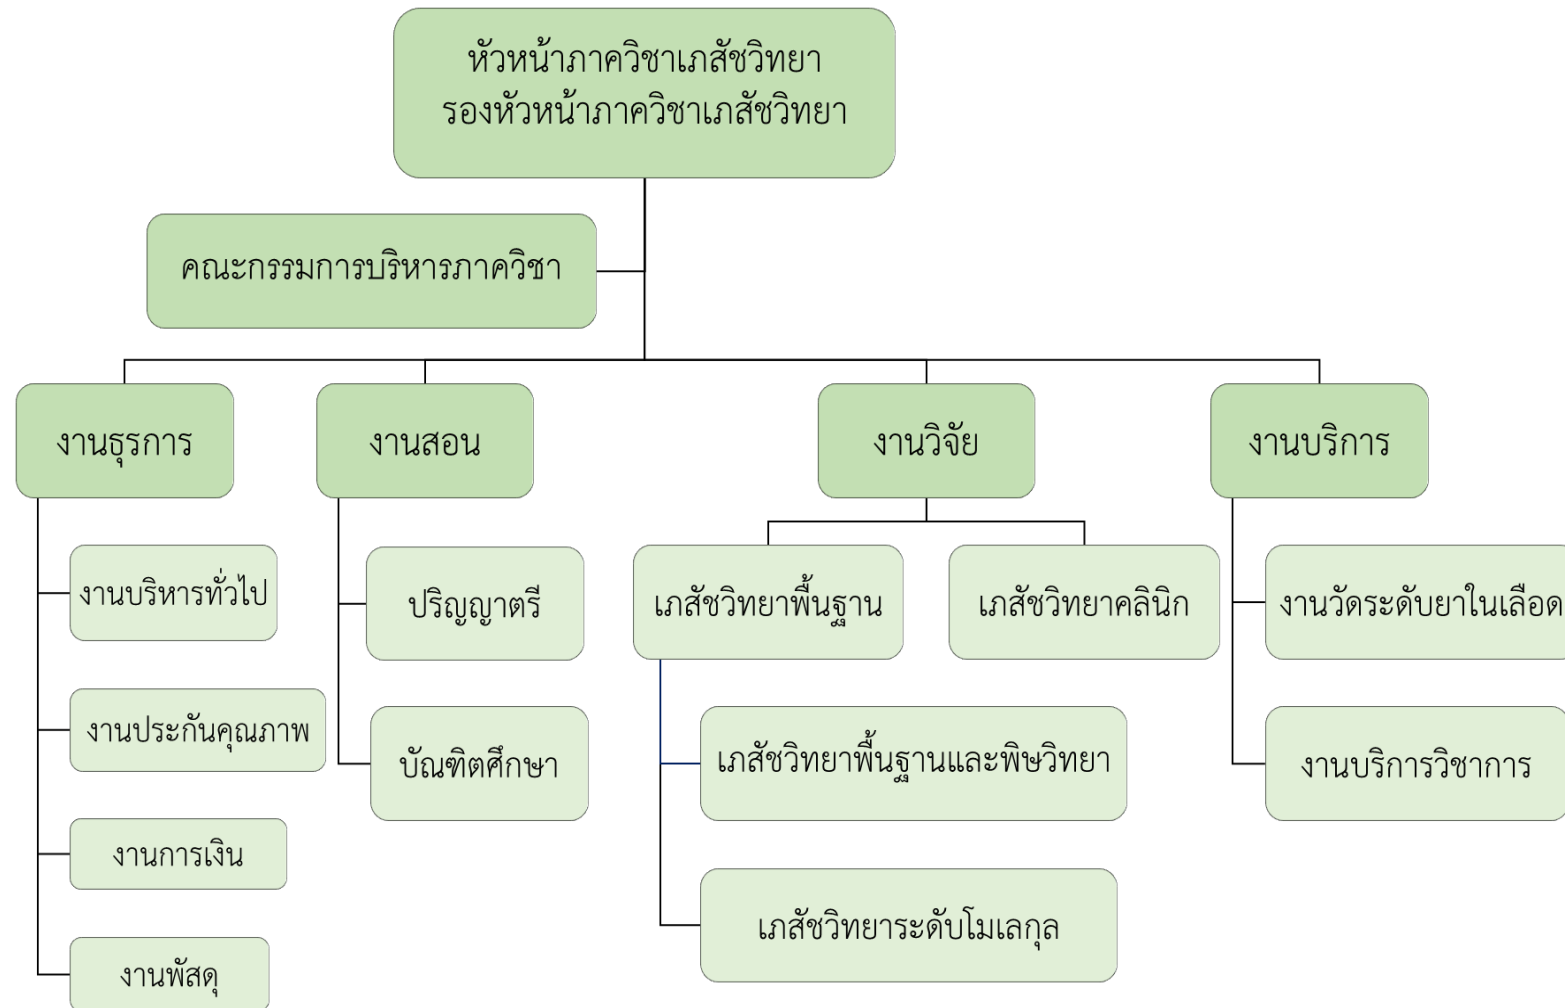 หัวหน้าภาควิชาเภสัชวิทยา
รองหัวหน้าภาควิชาเภสัชวิทยา
คณะกรรมการบริหารภาควิชา
งานธุรการ
งานสอน
งานวิจัย
งานบริการ
งานบริหารทั่วไป
ปริญญาตรี
เภสัชวิทยาพื้นฐาน
เภสัชวิทยาคลินิก
งานวัดระดับยาในเลือด
งานประกันคุณภาพ
บัณฑิตศึกษา
เภสัชวิทยาพื้นฐานและพิษวิทยา
งานบริการวิชาการ
งานการเงิน
เภสัชวิทยาระดับโมเลกุล
งานพัสดุ